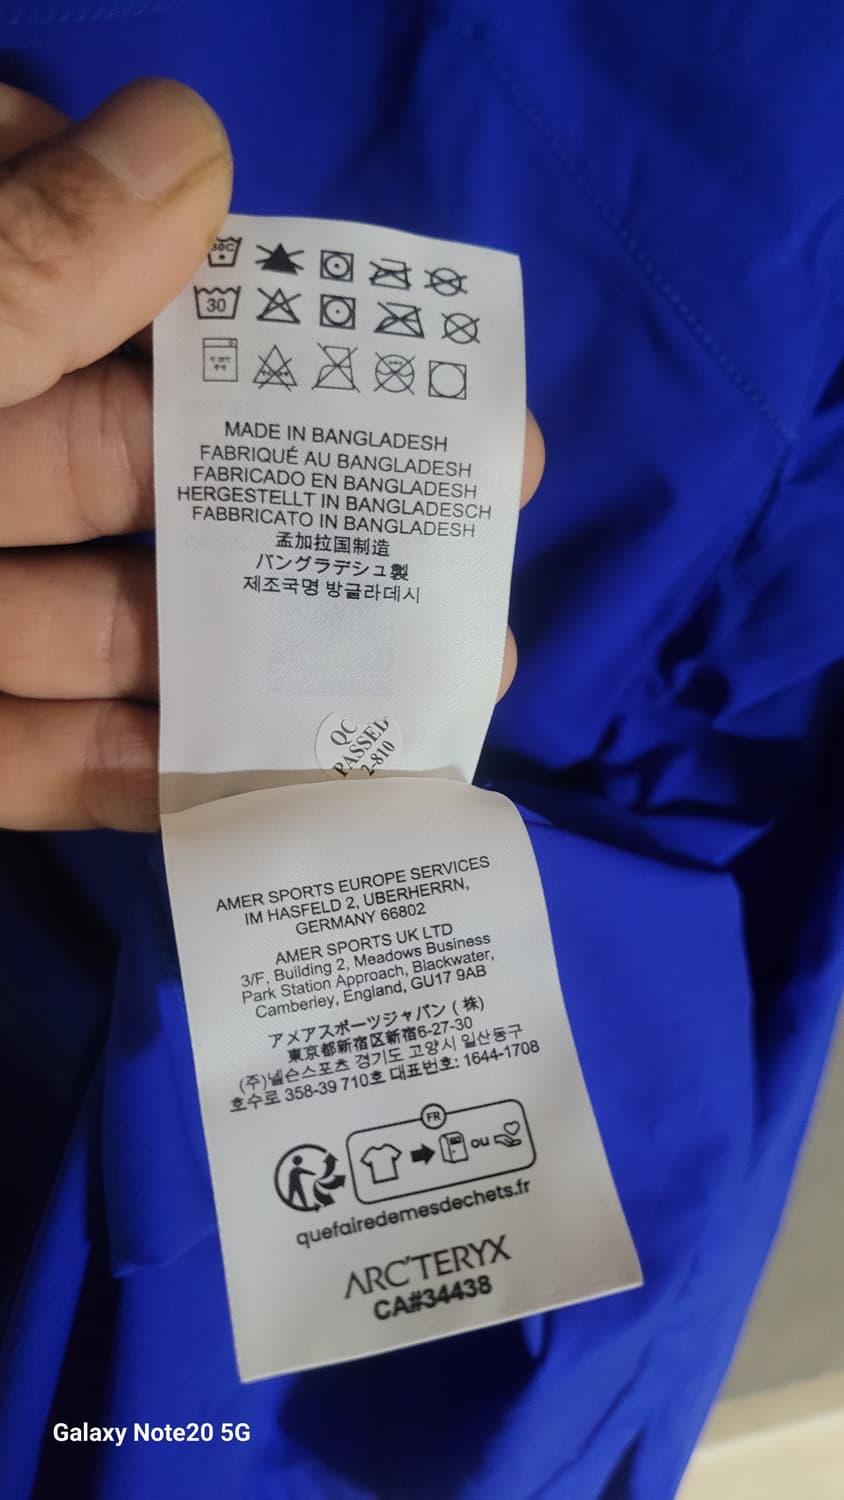 30C
30
MADE IN BANGLADESH
FABRIQUÉ AU BANGLADESH
FABRICADO EN BANGLADESH
HERGESTELLT IN BANGLADESCH
FABBRICATO IN BANGLADESH
孟加拉国制造
バングラデシュ製
제조국명 방글라데시
QC
PASSED
2-810
AMER SPORTS EUROPE SERVICES
IM HASFELD 2, UBERHERRN,
GERMANY 66802
AMER SPORTS UK LTD
3/F, Building 2, Meadows Business
Park Station Approach, Blackwater,
Camberley, England, GU17 9AB
アメアスポーツジャパン (株)
東京都新宿区新宿6-27-30
(주)넬슨스포츠 경기도 고양시 일산동구
호수로 358-39 710호 대표번호: 1644-1708
FR
ou
quefairedemesdechets.fr
ARC'TERYX
CA#34438
Galaxy Note20 5G